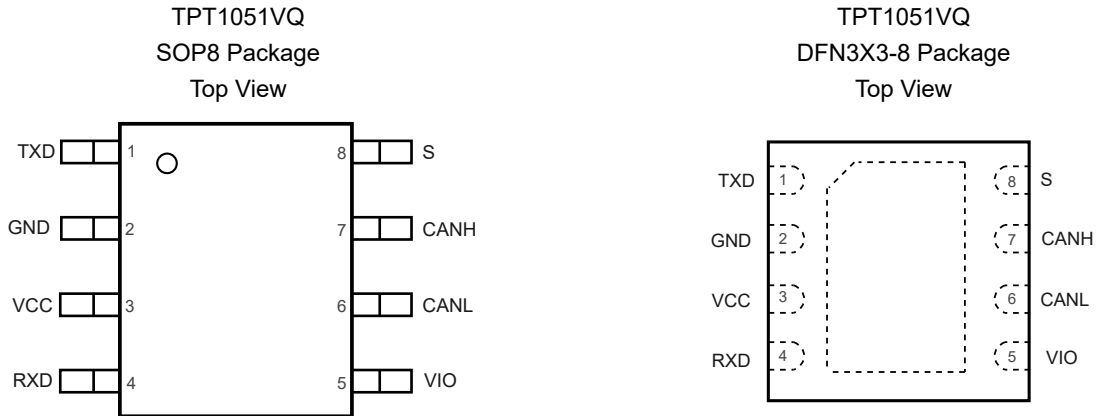 TPT1051VQ
SOP8 Package
Top View
TXD 1 8 S
GND 2 7 CANH
VCC 3 6 CANL
RXD 4 5 VIO
TPT1051VQ
DFN3X3-8 Package
Top View
TXD 1 8 S
GND 2 7 CANH
VCC 3 6 CANL
RXD 4 5 VIO